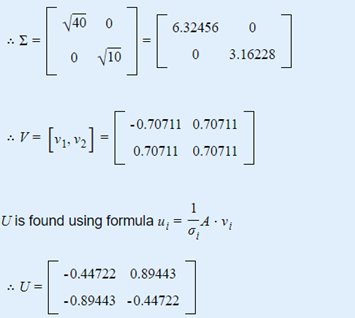 ∴ Σ = [ √40 0 ; 0 √10 ] = [ 6.32456 0 ; 0 3.16228 ]
∴ V = [v₁, v₂] = [ -0.70711 0.70711 ; 0.70711 0.70711 ]
U is found using formula uᵢ = 1/σᵢ A · vᵢ
∴ U = [ -0.44722 0.89443 ; -0.89443 -0.44722 ]